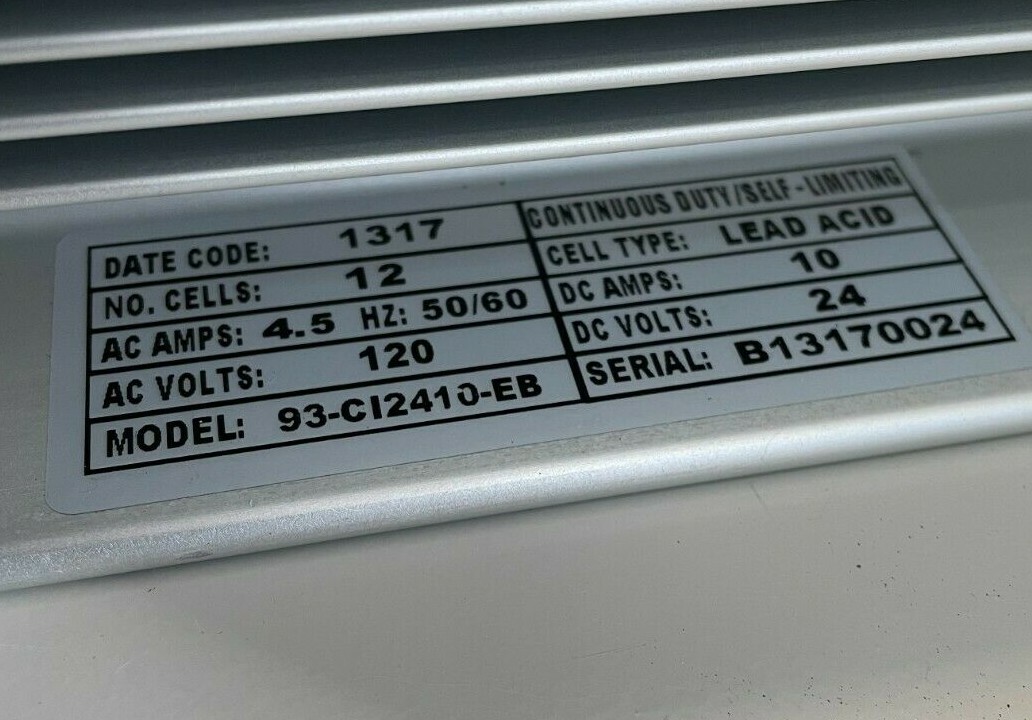 DATE CODE: 1317
NO. CELLS: 12
AC AMPS: 4.5 HZ: 50/60
AC VOLTS: 120
MODEL: 93-CI2410-EB
CONTINUOUS DUTY/SELF-LIMITING
CELL TYPE: LEAD ACID
DC AMPS: 10
DC VOLTS: 24
SERIAL: B13170024